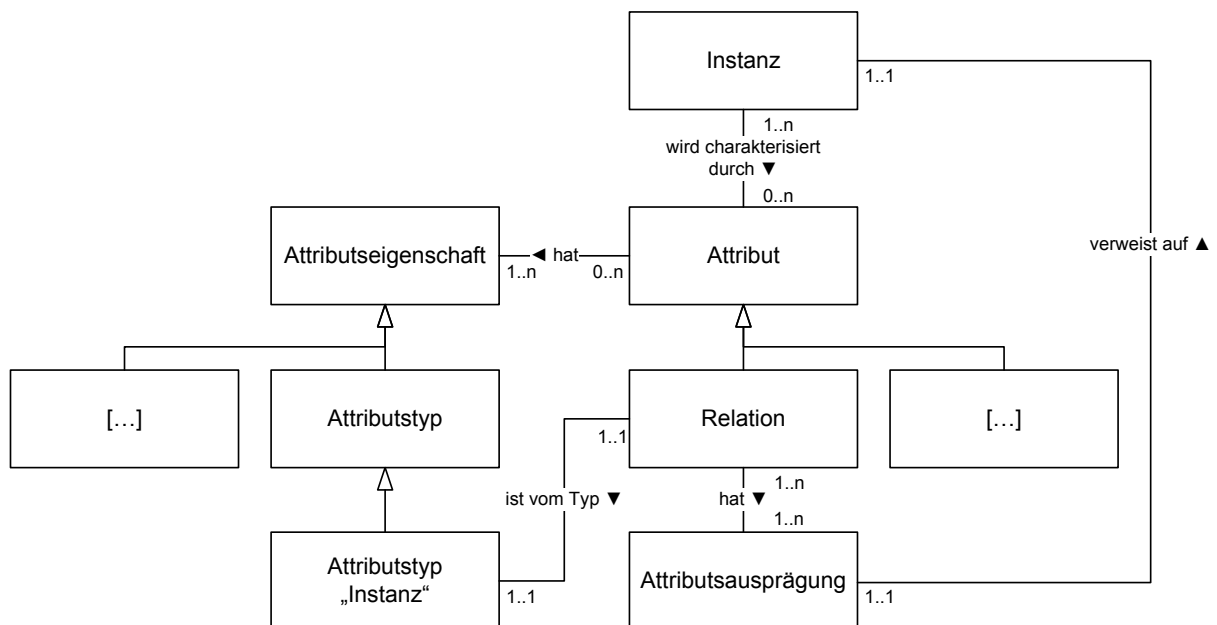 Instanz
1..1
1..n
wird charakterisiert
durch ▼
0..n
Attributseigenschaft
◄ hat
1..n
0..n
Attribut
verweist auf ▲
[…]
Attributstyp
Relation
[…]
1..1
1..n
ist vom Typ ▼
hat ▼
1..n
Attributstyp
„Instanz“
1..1
Attributsausprägung
1..1